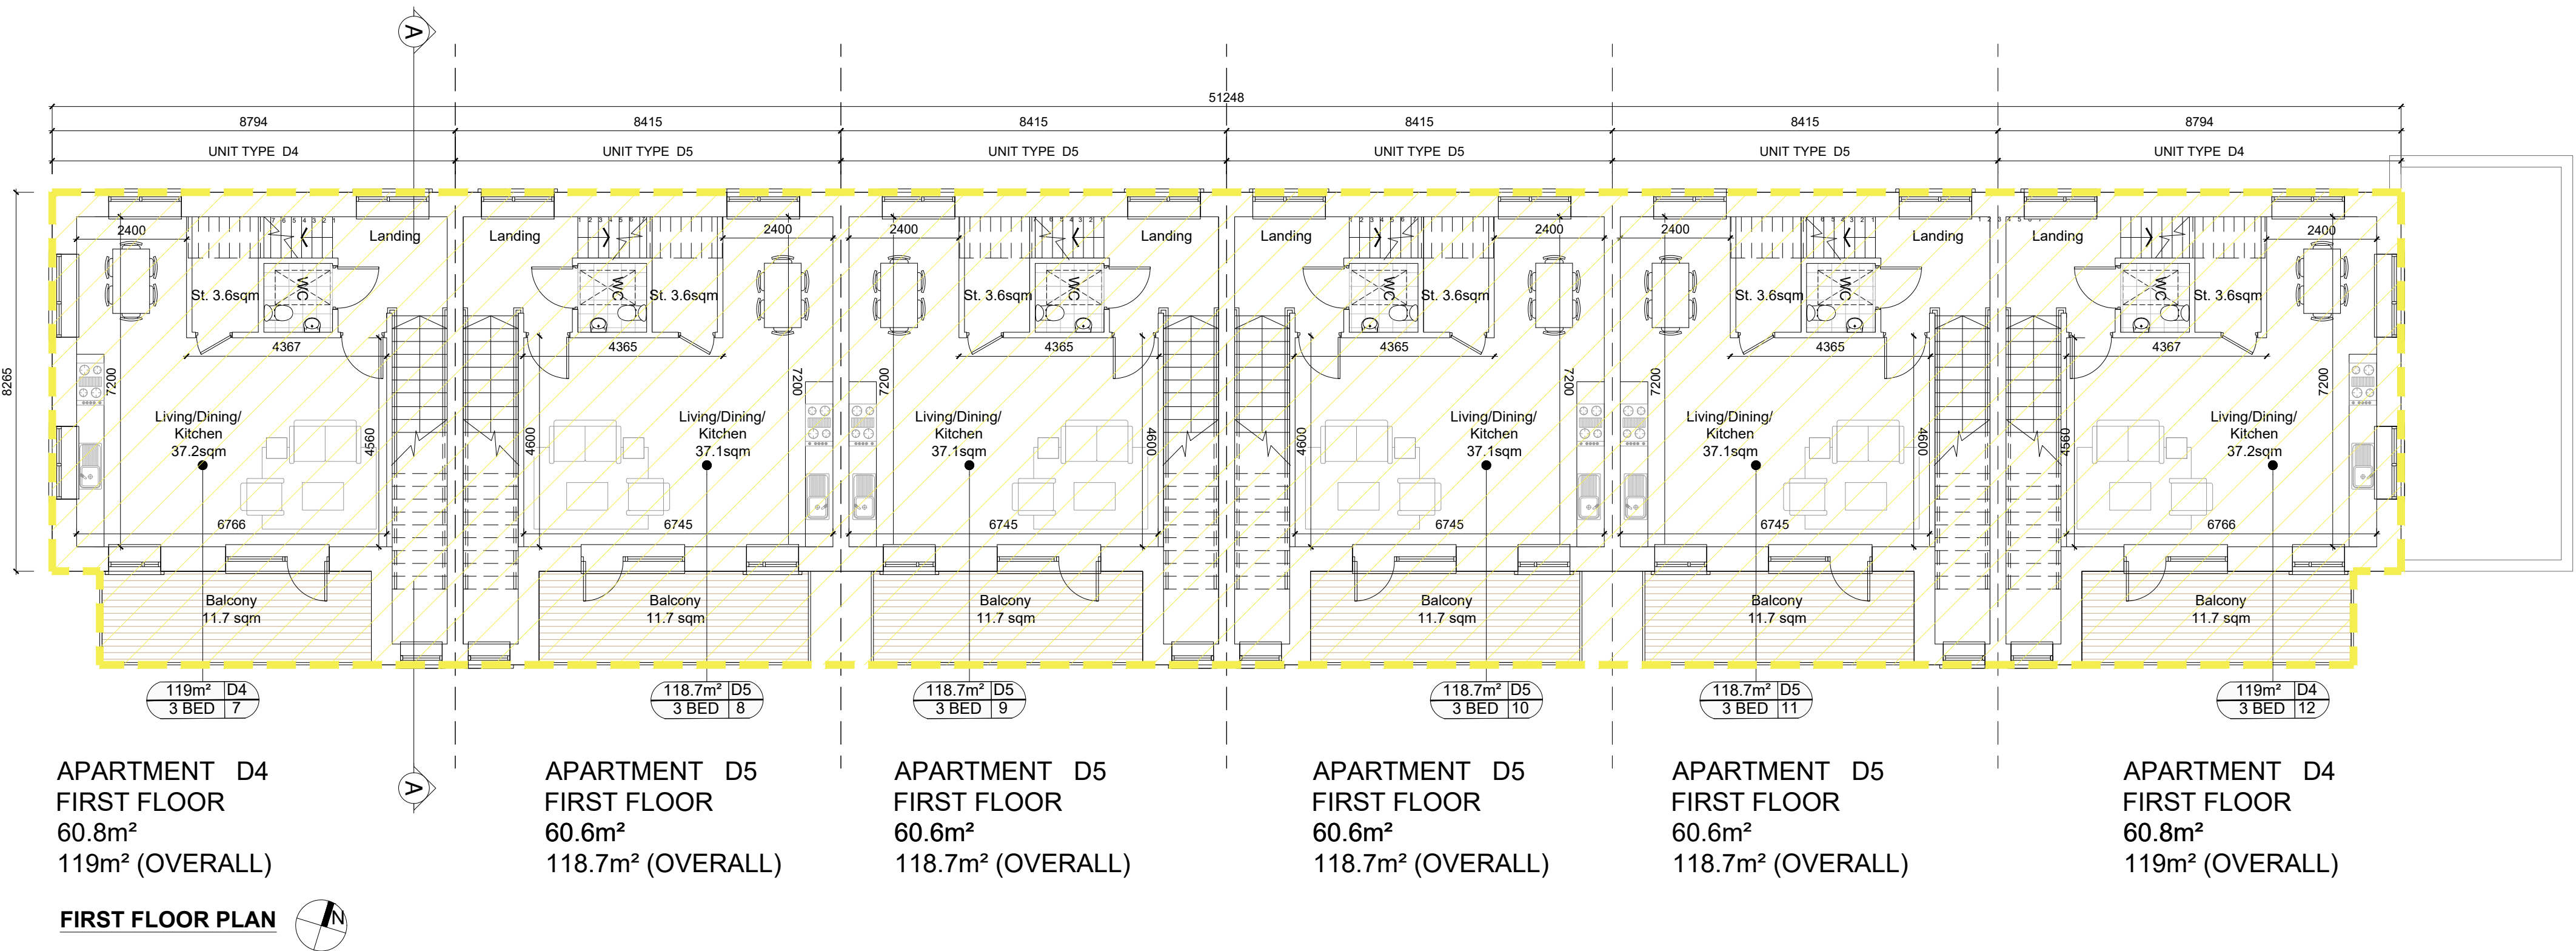 A
51248
8794 8415 8415 8415 8415 8794
UNIT TYPE D4 UNIT TYPE D5 UNIT TYPE D5 UNIT TYPE D5 UNIT TYPE D5 UNIT TYPE D4
8265
2400 Landing Landing 2400 2400 Landing Landing 2400 2400 Landing Landing 2400
St. 3.6sqm WC WC St. 3.6sqm St. 3.6sqm WC WC St. 3.6sqm St. 3.6sqm WC WC St. 3.6sqm
4367 4365 4365 4365 4365 4367
7200 7200 7200 7200 7200 7200
Living/Dining/ Living/Dining/ Living/Dining/ Living/Dining/ Living/Dining/ Living/Dining/
Kitchen Kitchen Kitchen Kitchen Kitchen Kitchen
37.2sqm 37.1sqm 37.1sqm 37.1sqm 37.1sqm 37.2sqm
4560 4600 4600 4600 4600 4560
6766 6745 6745 6745 6745 6766
Balcony Balcony Balcony Balcony Balcony Balcony
11.7 sqm 11.7 sqm 11.7 sqm 11.7 sqm 11.7 sqm 11.7 sqm
119m² D4 118.7m² D5 118.7m² D5 118.7m² D5 118.7m² D5 119m² D4
3 BED 7 3 BED 8 3 BED 9 3 BED 10 3 BED 11 3 BED 12
A
APARTMENT D4 APARTMENT D5 APARTMENT D5 APARTMENT D5 APARTMENT D5 APARTMENT D4
FIRST FLOOR FIRST FLOOR FIRST FLOOR FIRST FLOOR FIRST FLOOR FIRST FLOOR
60.8m² 60.6m² 60.6m² 60.6m² 60.6m² 60.8m²
119m² (OVERALL) 118.7m² (OVERALL) 118.7m² (OVERALL) 118.7m² (OVERALL) 118.7m² (OVERALL) 119m² (OVERALL)
FIRST FLOOR PLAN N